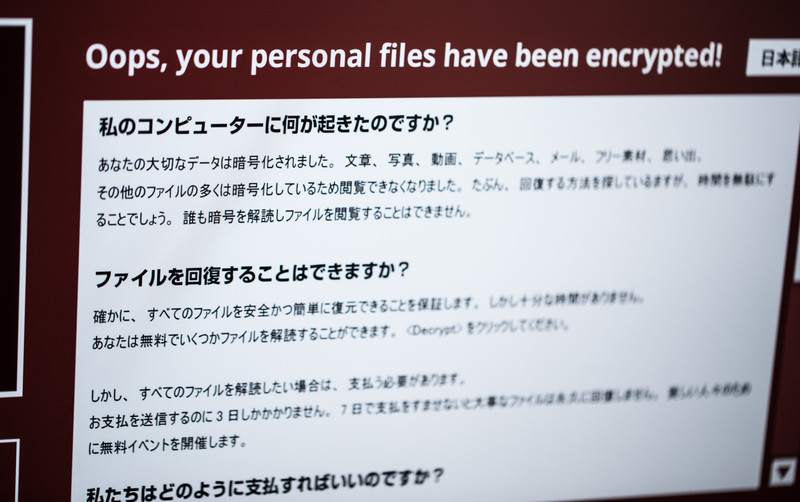 Oops, your personal files have been encrypted!
日本語
私のコンピューターに何が起きたのですか？
あなたの大切なデータは暗号化されました。 文章、写真、動画、データベース、メール、フリー素材、思い出、
その他のファイルの多くは暗号化しているため閲覧できなくなりました。たぶん、回復する方法を探しているますが、時間を無駄にす
ることでしょう。 誰も暗号を解読しファイルを閲覧することはできません。
ファイルを回復することはできますか？
確かに、すべてのファイルを安全かつ簡単に復元できることを保証します。しかし十分な時間がありません。
あなたは無料でいくつかファイルを解読することができます。〈Decrypt〉をクリックしてください。
しかし、すべてのファイルを解読したい場合は、支払う必要があります。
お支払を送信するのに 3 日しかかかりません。 7 日で支払をすませないと大事なファイルは永久に回復しません。
に無料イベントを開催します。
私たちはどのように支払すればいいのですか？